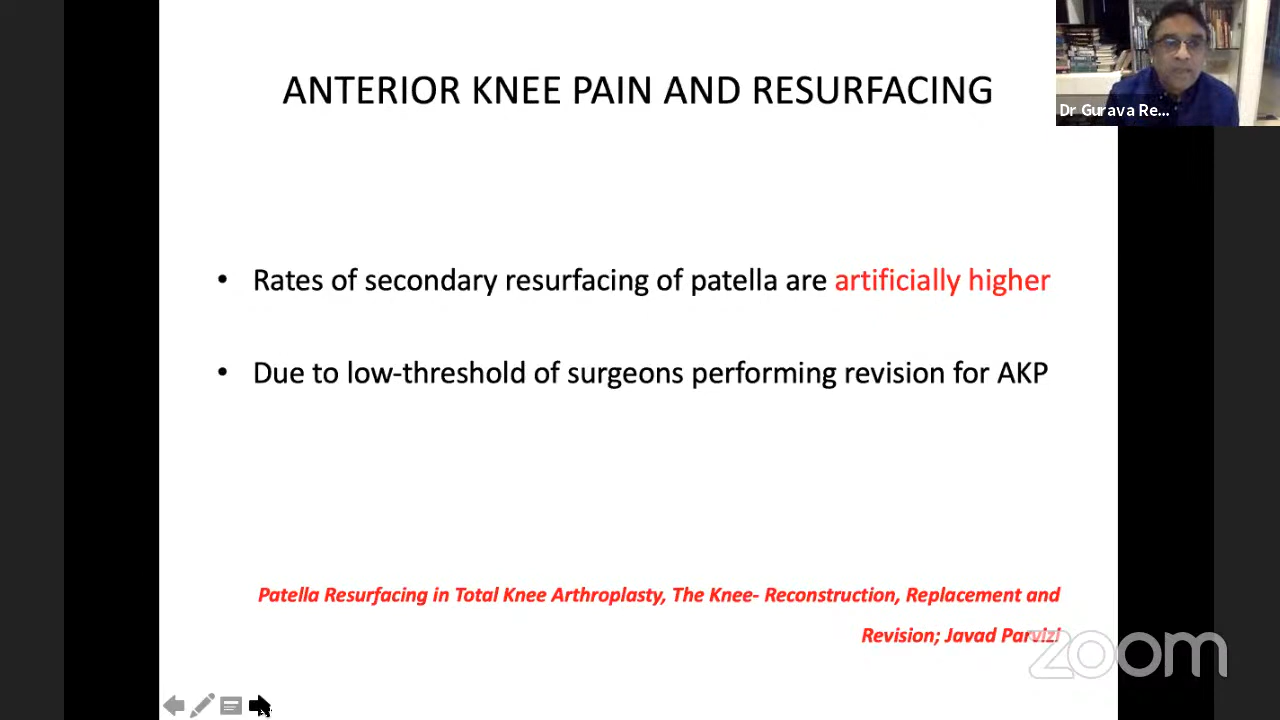 ANTERIOR KNEE PAIN AND RESURFACING
Dr Gurava Re...
• Rates of secondary resurfacing of patella are artificially higher
• Due to low-threshold of surgeons performing revision for AKP
Patella Resurfacing in Total Knee Arthroplasty, The Knee- Reconstruction, Replacement and
Revision; Javad Parvizi
zoom